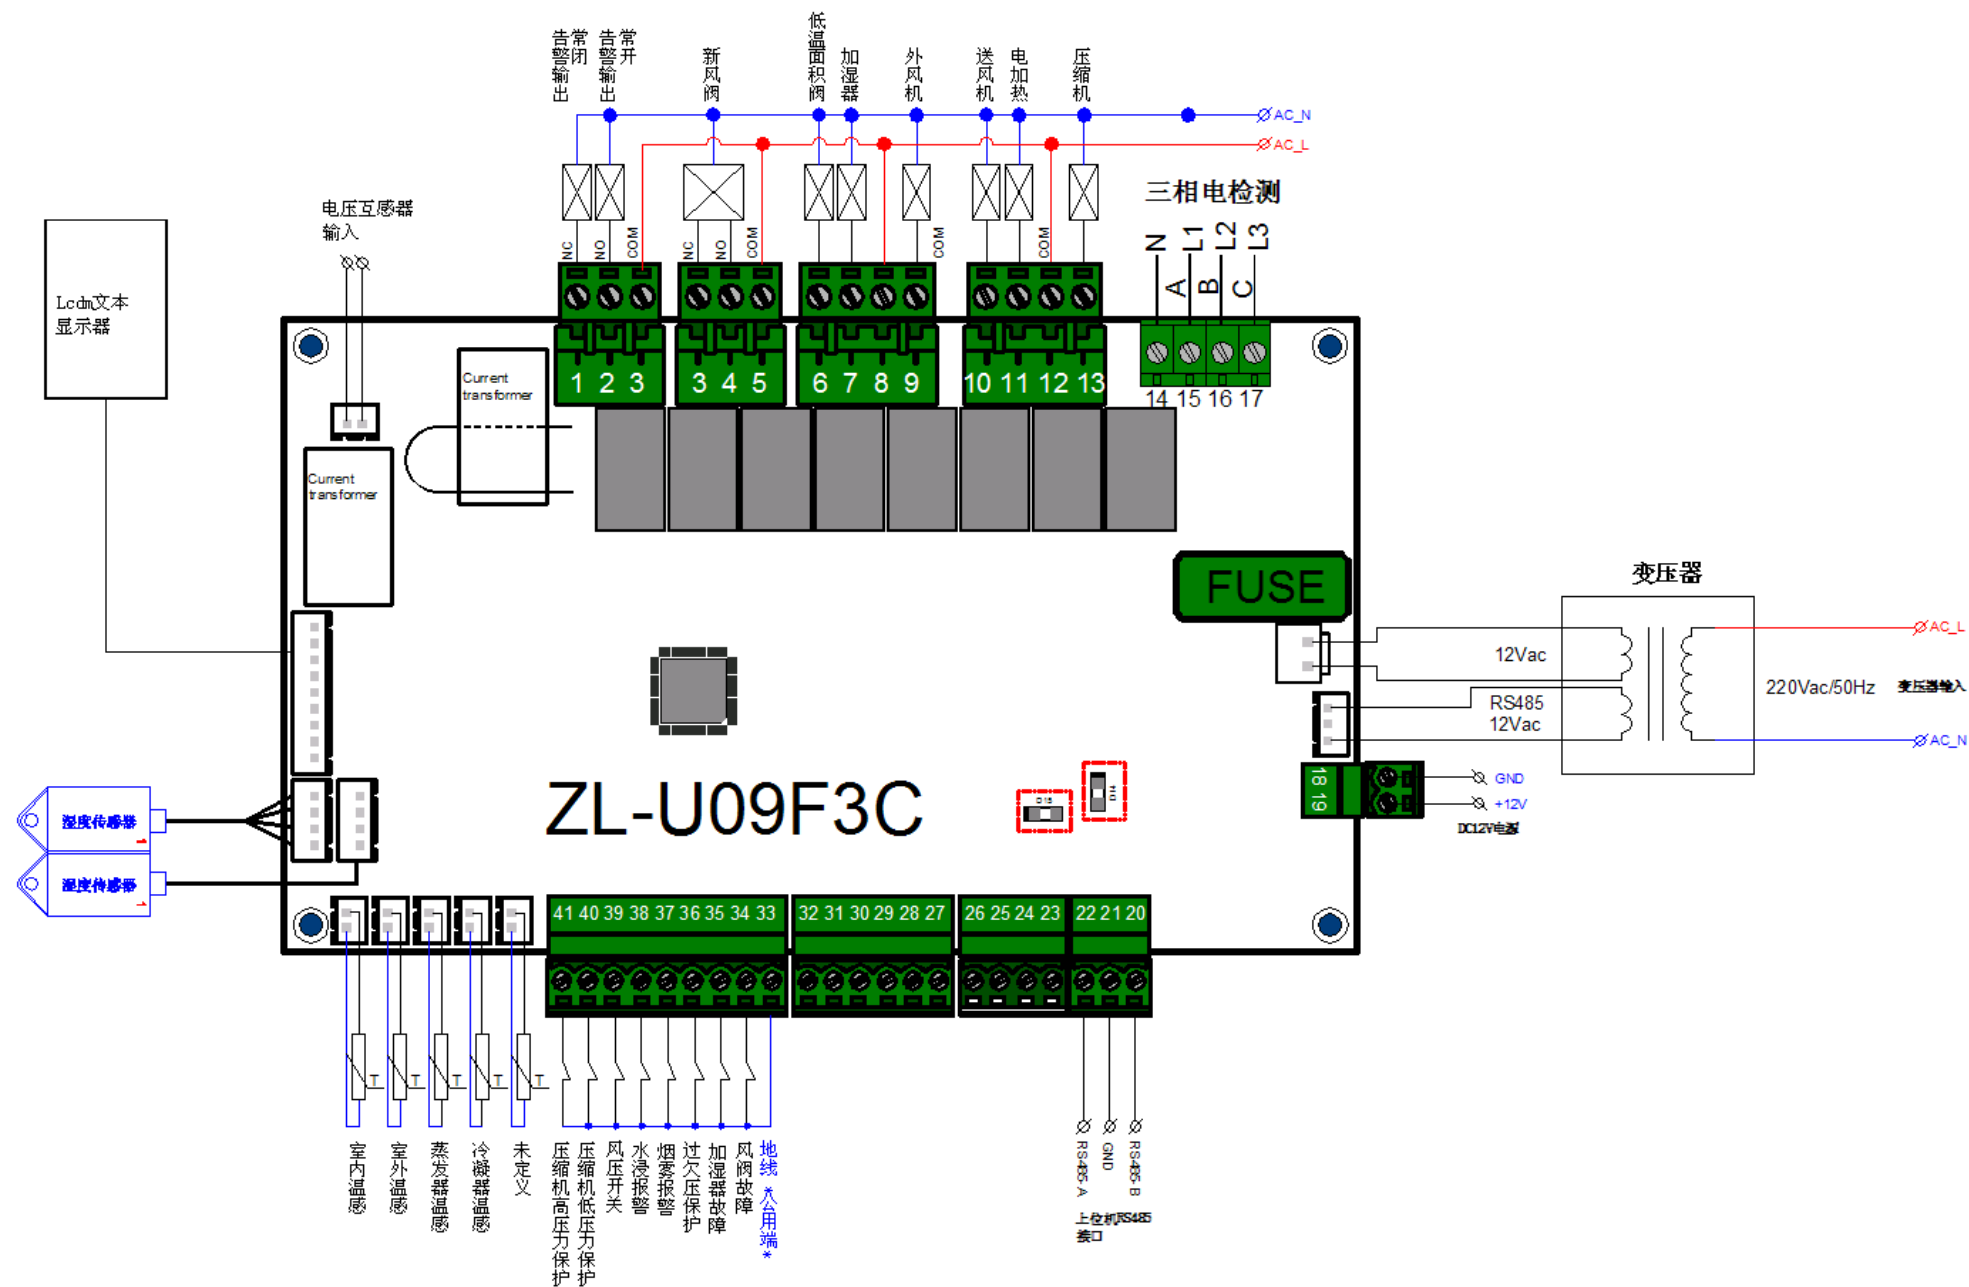 告警输出
常闭
告警输出
常开
新风阀
低温面积阀
加湿器
外风机
送风机
电加热
压缩机
AC_N
AC_L
三相电检测
电压互感器
输入
NC
NO
COM
NC
NO
COM
COM
COM
N
L1
L2
L3
A
B
C
Lcdm文本
显示器
1 2 3
3 4 5
6 7 8 9
10 11 12 13
14 15 16 17
Current
transformer
Current
transformer
FUSE
变压器
12Vac
RS485
12Vac
220Vac/50Hz
变压器输入
AC_L
AC_N
18
19
GND
+12V
DC12V电源
ZL-U09F3C
D14
湿度传感器
1
湿度传感器
1
41 40 39 38 37 36 35 34 33
32 31 30 29 28 27
26 25 24 23
22 21 20
T
T
T
T
T
室内温感
室外温感
蒸发器温感
冷凝器温感
未定义
压缩机高压力保护
压缩机低压力保护
风压开关
水浸报警
烟雾报警
过欠压保护
加湿器故障
风阀故障
地线 *公用端*
RS485-A
GND
RS485-B
上位机RS485
接口